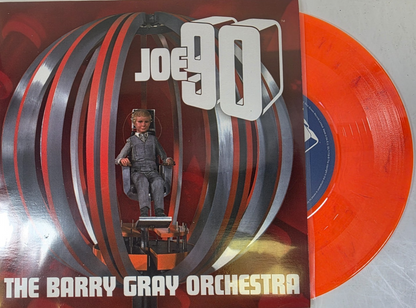 JOE 90
THE BARRY GRAY ORCHESTRA